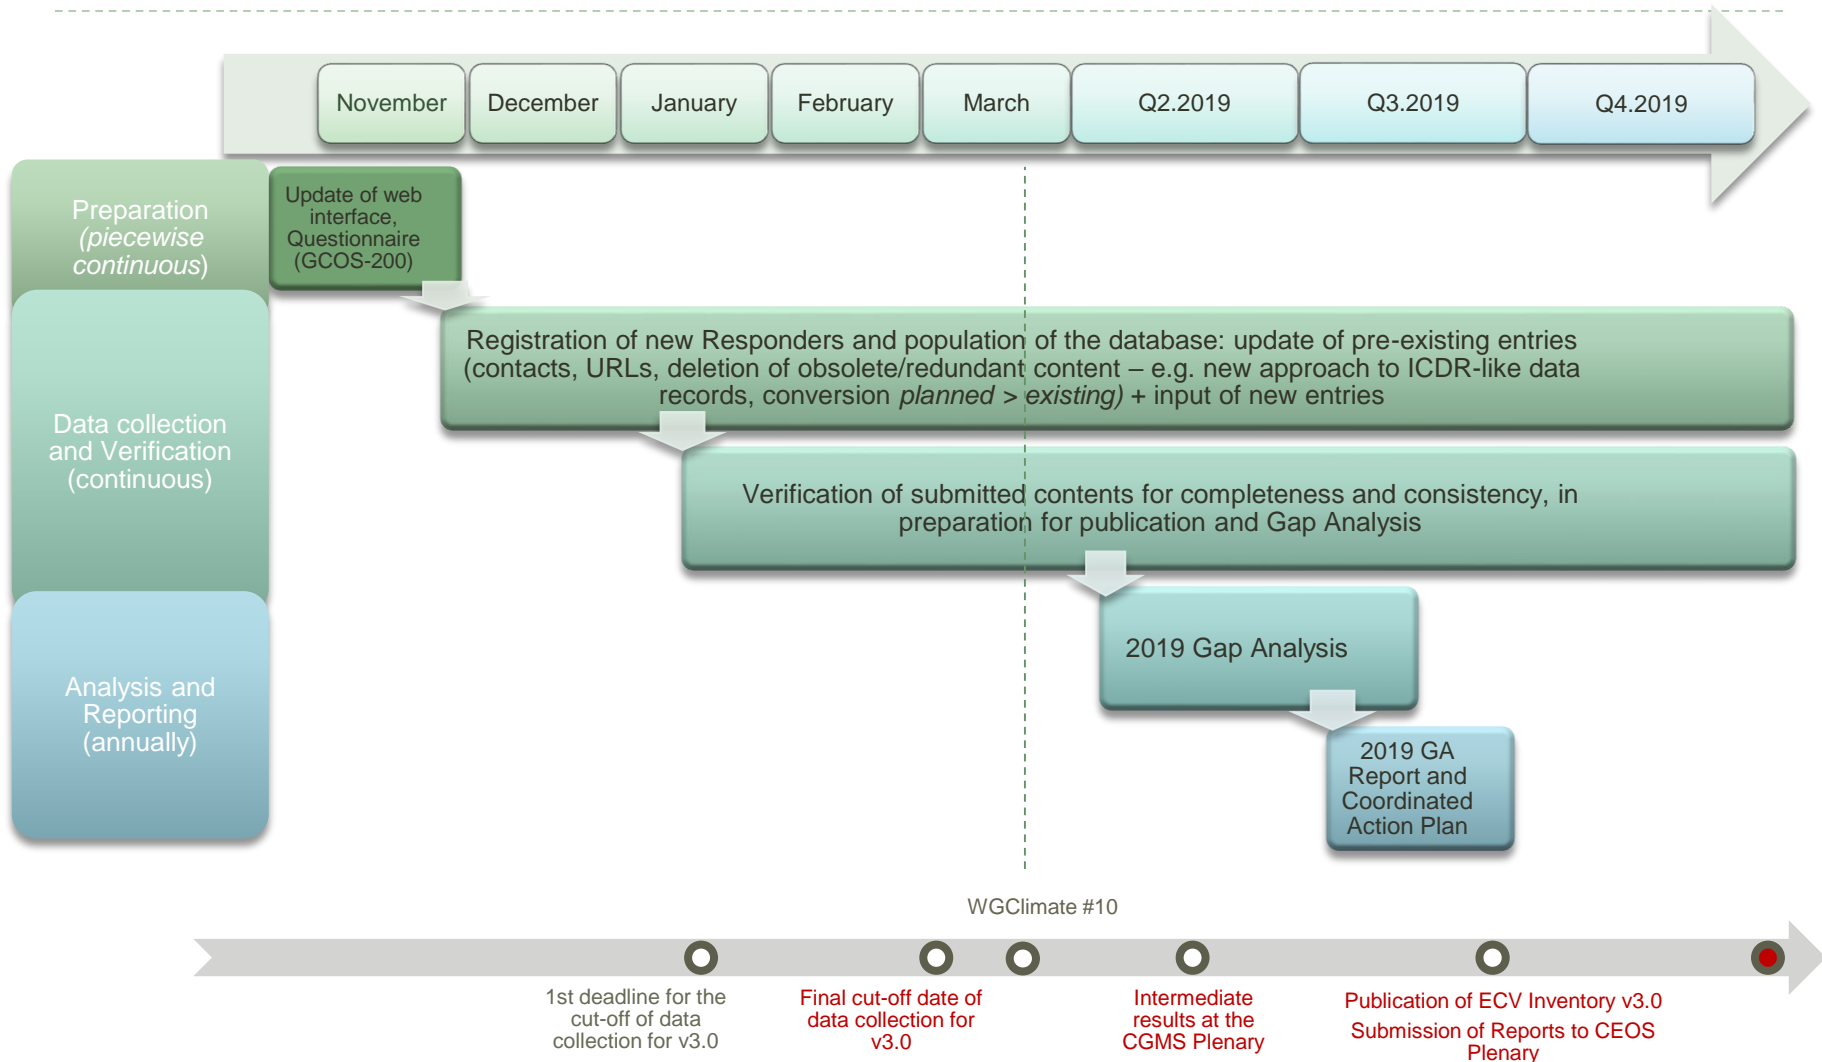 November
December
January
February
March
Q2.2019
Q3.2019
Q4.2019
Preparation
(piecewise
continuous)
Update of web
interface,
Questionnaire
(GCOS-200)
Data collection
and Verification
(continuous)
Registration of new Responders and population of the database: update of pre-existing entries
(contacts, URLs, deletion of obsolete/redundant content – e.g. new approach to ICDR-like data
records, conversion planned > existing) + input of new entries
Verification of submitted contents for completeness and consistency, in
preparation for publication and Gap Analysis
Analysis and
Reporting
(annually)
2019 Gap Analysis
2019 GA
Report and
Coordinated
Action Plan
WGClimate #10
1st deadline for the
cut-off of data
collection for v3.0
Final cut-off date of
data collection for
v3.0
Intermediate
results at the
CGMS Plenary
Publication of ECV Inventory v3.0
Submission of Reports to CEOS
Plenary